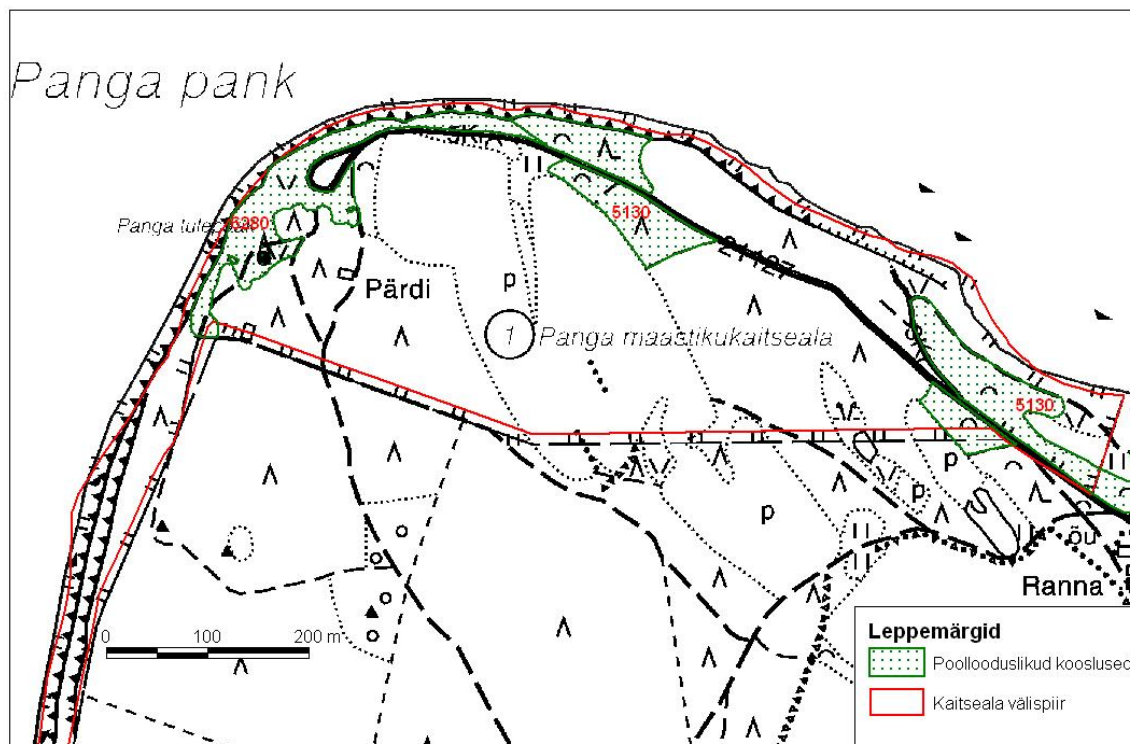 Panga pank
Panga
6280
5130
21127
Pärdi
p
1 Panga maastikukaitseala
5130
p
p
p
õu
Ranna
0 100 200 m
Leppemärgid
Poollooduslikud kooslused
Kaitseala välispiir